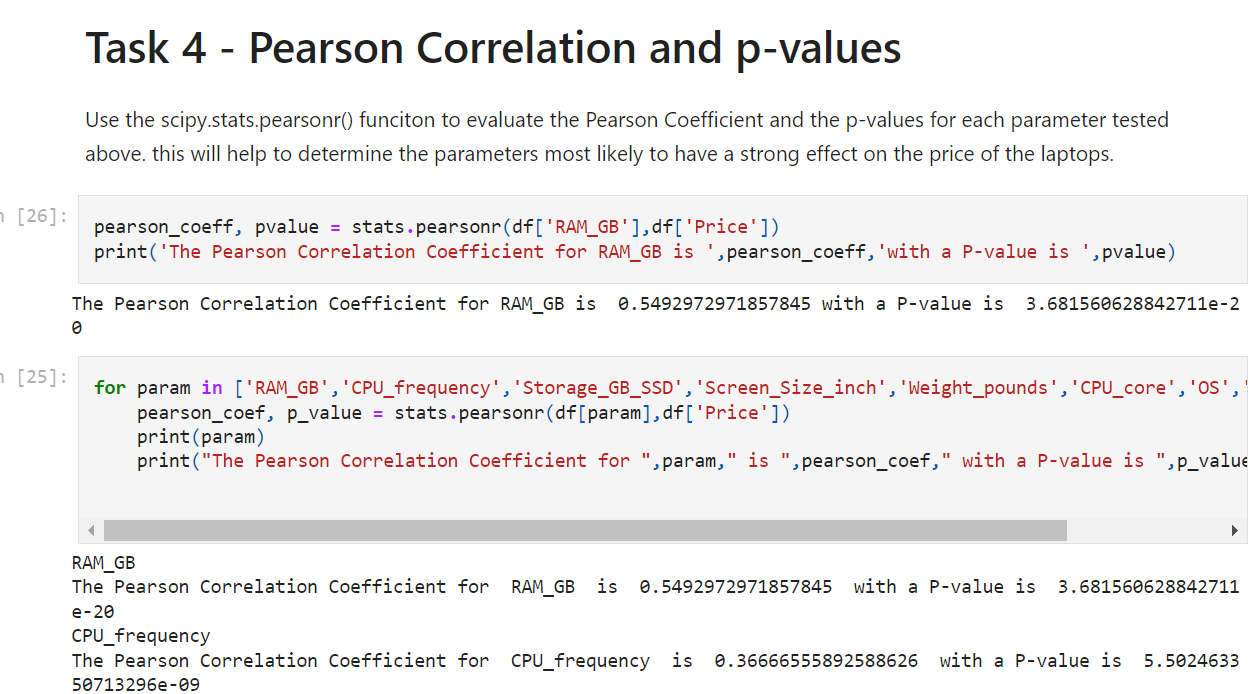 Task 4 - Pearson Correlation and p-values
Use the scipy.stats.pearsonr() funciton to evaluate the Pearson Coefficient and the p-values for each parameter tested
above. this will help to determine the parameters most likely to have a strong effect on the price of the laptops.
[26]:
pearson_coeff, pvalue = stats.pearsonr(df['RAM_GB'],df['Price'])
print('The Pearson Correlation Coefficient for RAM_GB is ',pearson_coeff,'with a P-value is ',pvalue)
The Pearson Correlation Coefficient for RAM_GB is  0.5492972971857845 with a P-value is  3.681560628842711e-2
0
[25]:
for param in ['RAM_GB','CPU_frequency','Storage_GB_SSD','Screen_Size_inch','Weight_pounds','CPU_core','OS','
    pearson_coef, p_value = stats.pearsonr(df[param],df['Price'])
    print(param)
    print("The Pearson Correlation Coefficient for ",param," is ",pearson_coef," with a P-value is ",p_value
RAM_GB
The Pearson Correlation Coefficient for  RAM_GB  is  0.5492972971857845  with a P-value is  3.681560628842711
e-20
CPU_frequency
The Pearson Correlation Coefficient for  CPU_frequency  is  0.36666555892588626  with a P-value is  5.5024633
50713296e-09